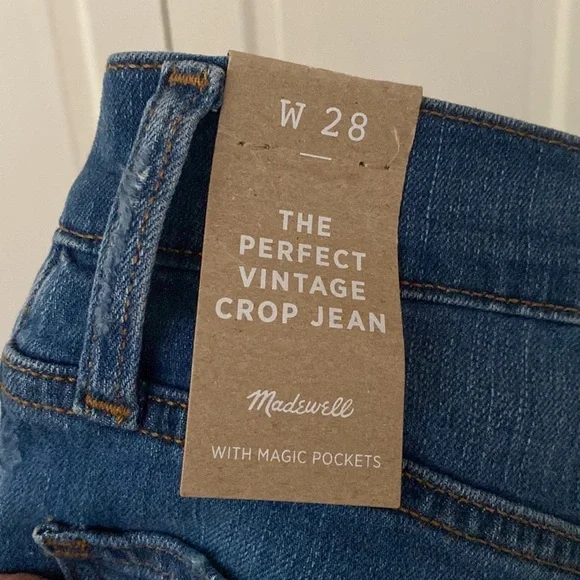 W 28
THE
PERFECT
VINTAGE
CROP JEAN
Madewell
WITH MAGIC POCKETS